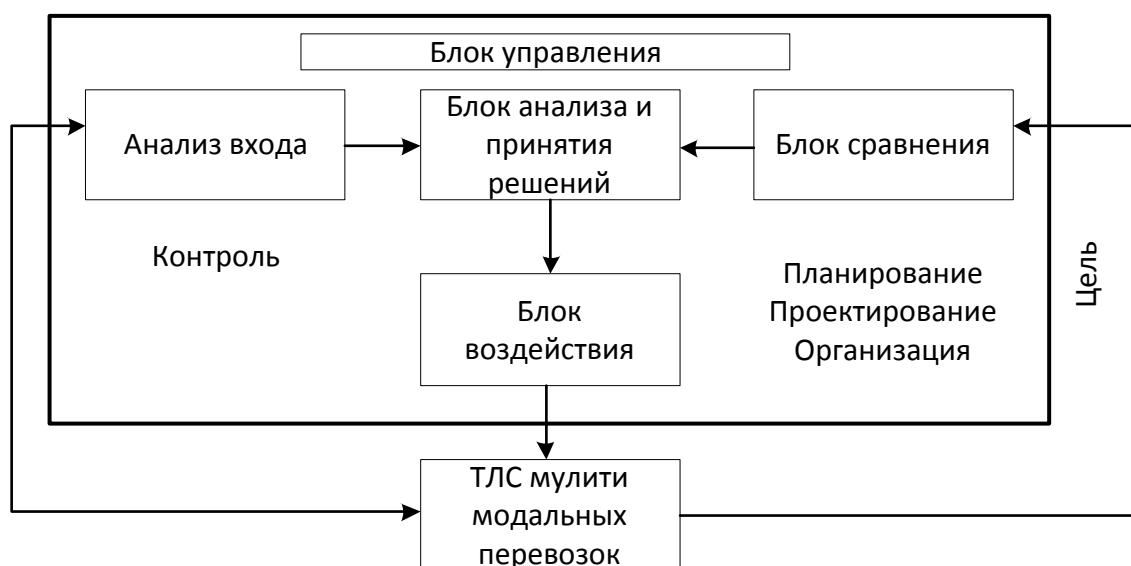 Блок управления
Анализ входа
Блок анализа и
принятия
решений
Блок сравнения
Контроль
Блок
воздействия
Планирование
Проектирование
Организация
Цель
ТЛС мулити
модальных
перевозок